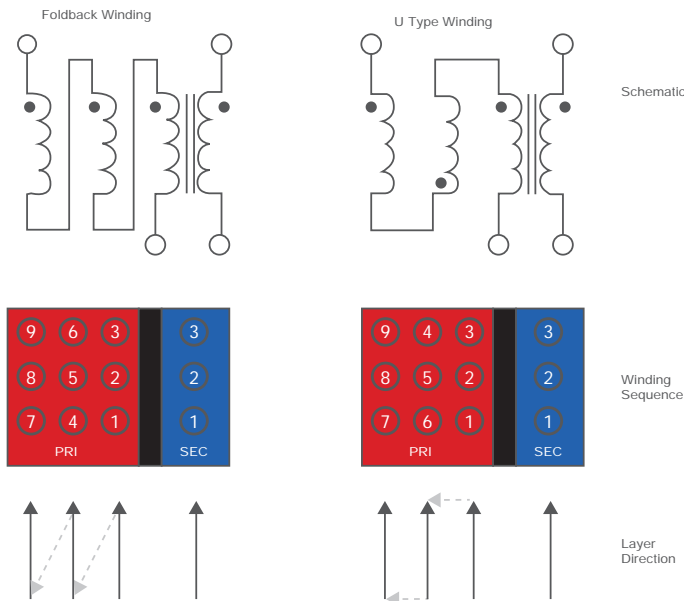 Foldback Winding
U Type Winding
Schematic
9 6 3 3
8 5 2 2
7 4 1 1
PRI SEC
9 4 3 3
8 5 2 2
7 6 1 1
PRI SEC
Winding
Sequence
Layer
Direction